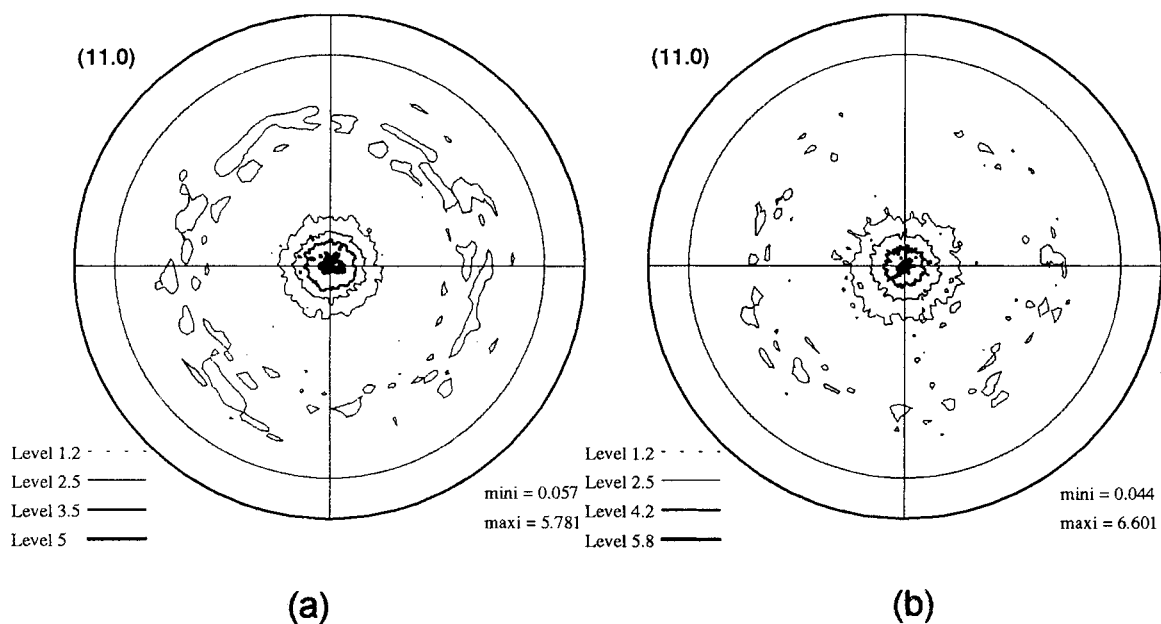 (11.0)
Level 1.2
Level 2.5
Level 3.5
Level 5
mini = 0.057
maxi = 5.781
(a)
(11.0)
Level 1.2
Level 2.5
Level 4.2
Level 5.8
mini = 0.044
maxi = 6.601
(b)